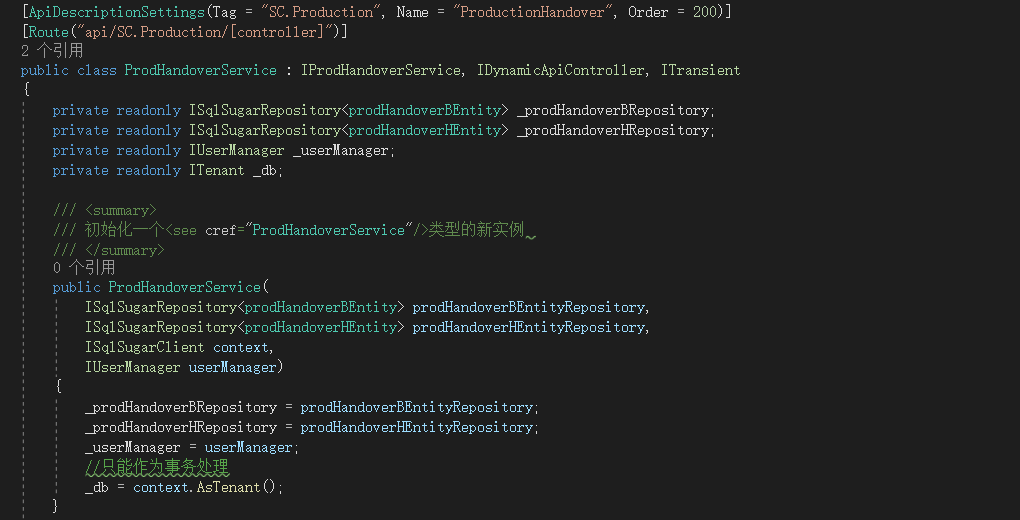 [ApiDescriptionSettings(Tag = "SC.Production", Name = "ProductionHandover", Order = 200)]
[Route("api/SC.Production/[controller]")]
2 个引用
public class ProdHandoverService : IProdHandoverService, IDynamicApiController, ITransient
{
private readonly ISqlSugarRepository<prodHandoverBEntity> _prodHandoverBRepository;
private readonly ISqlSugarRepository<prodHandoverHEntity> _prodHandoverHRepository;
private readonly IUserManager _userManager;
private readonly ITenant _db;
/// <summary>
/// 初始化一个<see cref="ProdHandoverService"/>类型的新实例
/// </summary>
0 个引用
public ProdHandoverService(
ISqlSugarRepository<prodHandoverBEntity> prodHandoverBEntityRepository,
ISqlSugarRepository<prodHandoverHEntity> prodHandoverHEntityRepository,
ISqlSugarClient context,
IUserManager userManager)
{
_prodHandoverBRepository = prodHandoverBEntityRepository;
_prodHandoverHRepository = prodHandoverHEntityRepository;
_userManager = userManager;
//只能作为事务处理
_db = context.AsTenant();
}